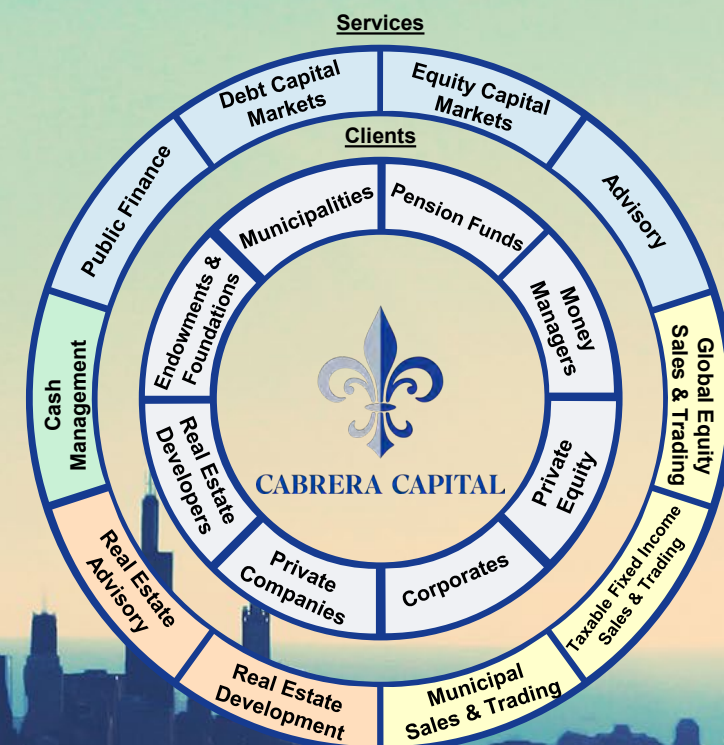 Services
Debt Capital
Markets
Equity Capital
Markets
Advisory
Global Equity
Sales & Trading
Taxable Fixed Income
Sales & Trading
Municipal
Sales & Trading
Real Estate
Development
Real Estate
Advisory
Cash
Management
Public Finance
Clients
Municipalities
Pension Funds
Money
Managers
Private
Equity
Corporates
Private
Companies
Real Estate
Developers
Endowments &
Foundations
CABRERA CAPITAL